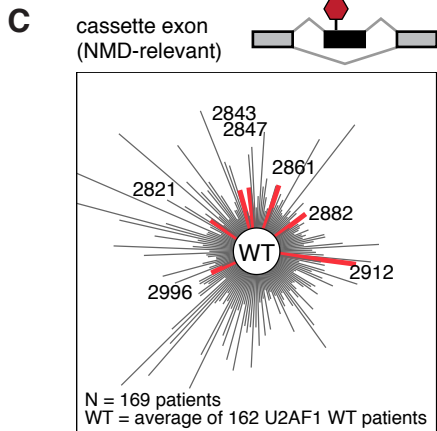 C
cassette exon
(NMD-relevant)
2843
2847
2861
2821
2882
WT
2912
2996
N = 169 patients
WT = average of 162 U2AF1 WT patients